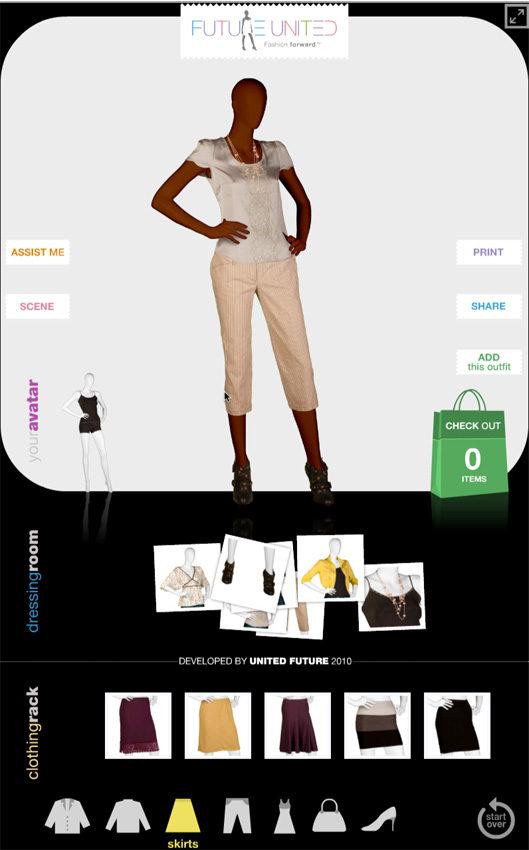 FUTURE UNITED
Fashion forward.™
ASSIST ME
PRINT
SCENE
SHARE
ADD
this outfit
youravatar
CHECK OUT
0
ITEMS
dressingroom
DEVELOPED BY UNITED FUTURE 2010
clothingrack
skirts
start
over